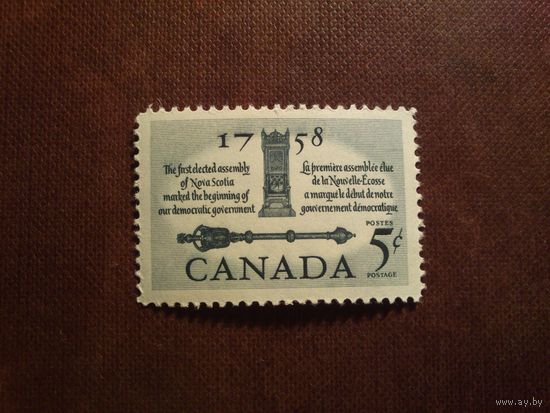 1758
The first elected assembly
of Nova Scotia
marked the beginning of
our democratic government
La première assemblée élue
de la Nouvelle-Écosse
a marqué le début de notre
gouvernement démocratique
POSTES
5¢
POSTAGE
CANADA
www.ay.by